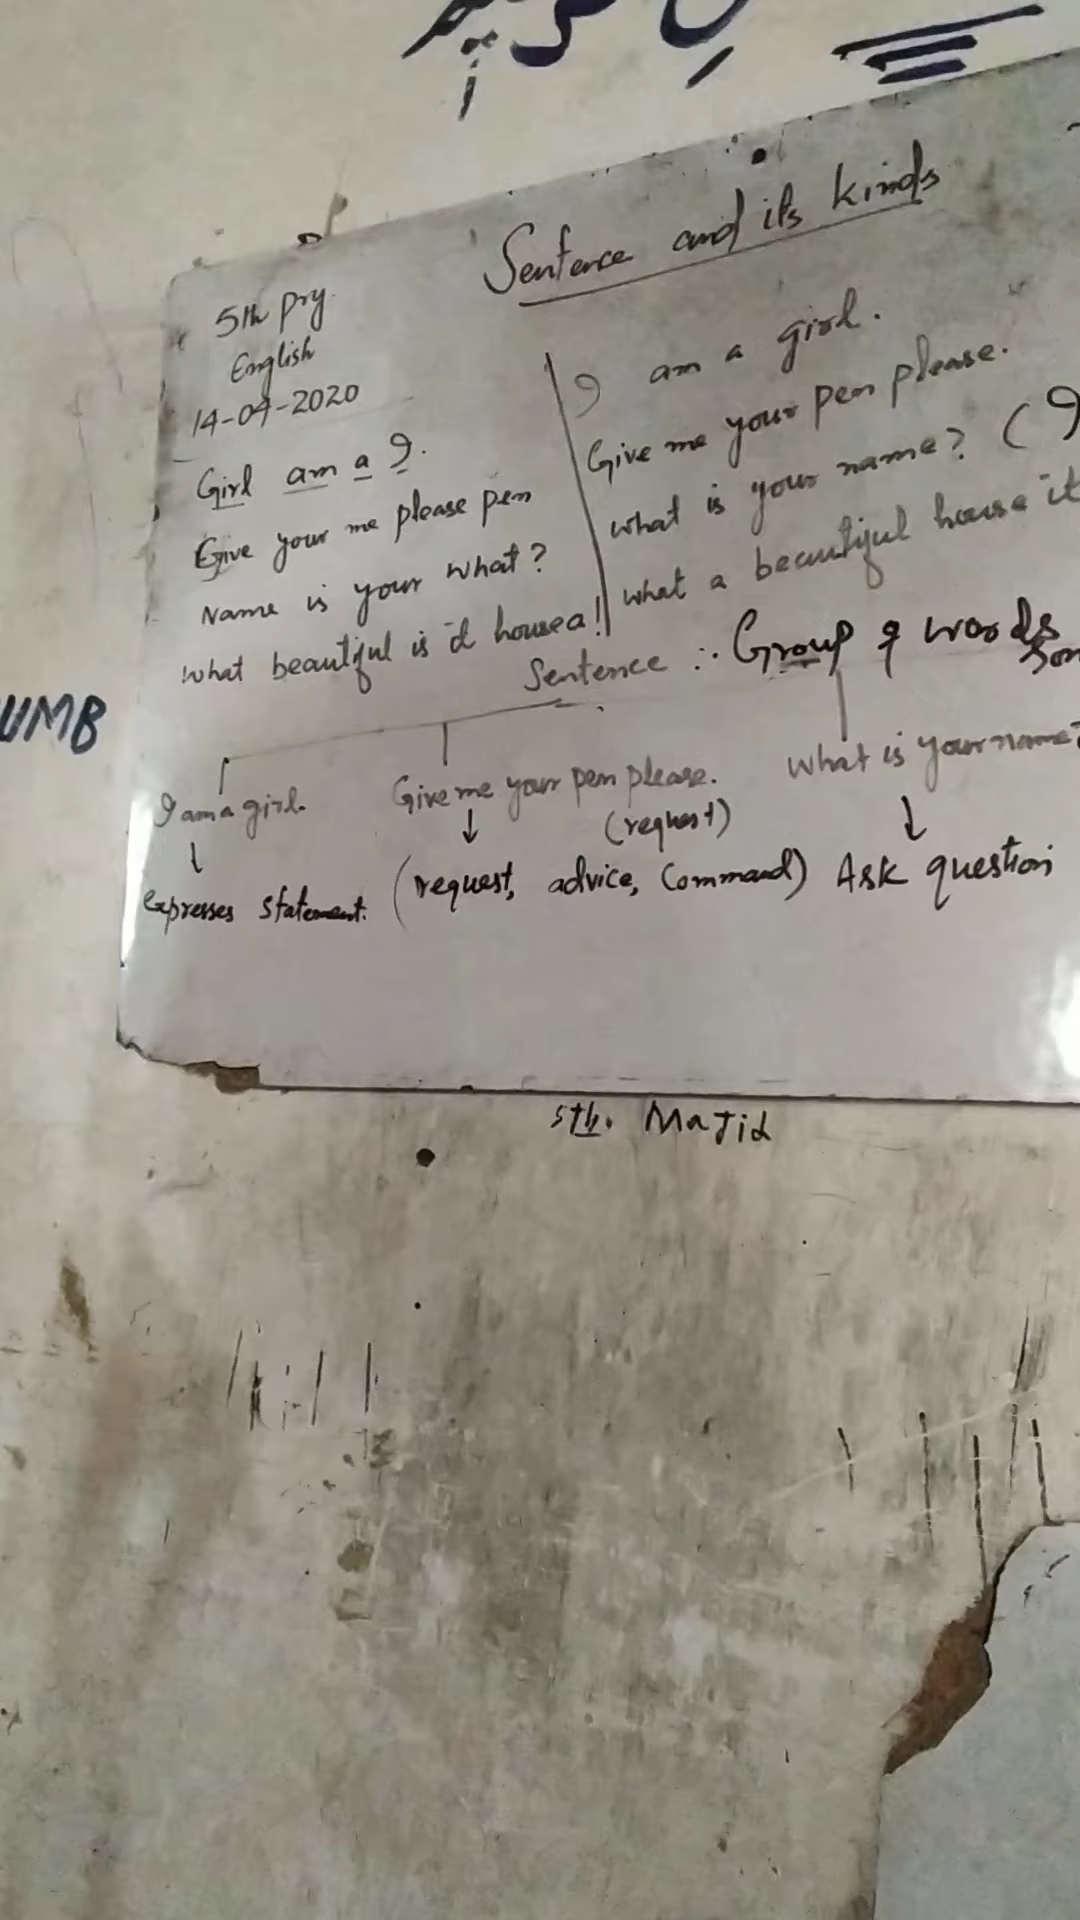 Sentence and its kinds
5th pry
English
14-04-2020
Girl am a I.
Give your me please pen
Name is your what?
What beautiful is it house a!
I am a girl.
Give me your pen please.
What is your name? (
What a beautiful house it
Sentence :. Group of words
I am a girl.
Give me your pen please.
(request)
What is your name?
expresses statement.
(request, advice, Command)
Ask question
UMB
5th. Majid